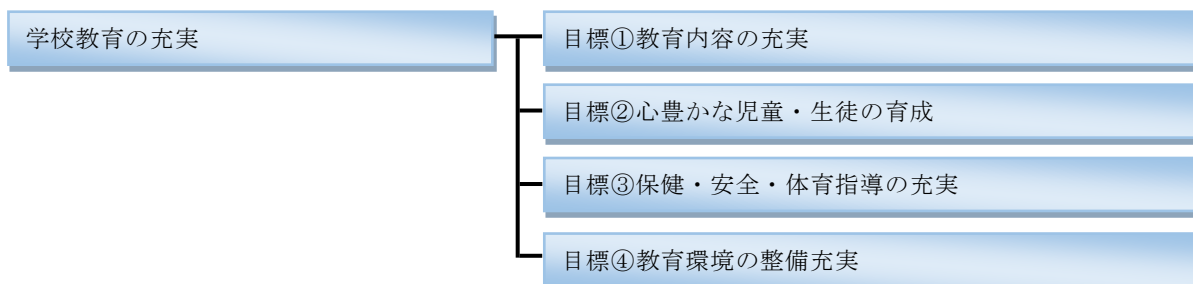 学校教育の充実
目標①教育内容の充実
目標②心豊かな児童・生徒の育成
目標③保健・安全・体育指導の充実
目標④教育環境の整備充実